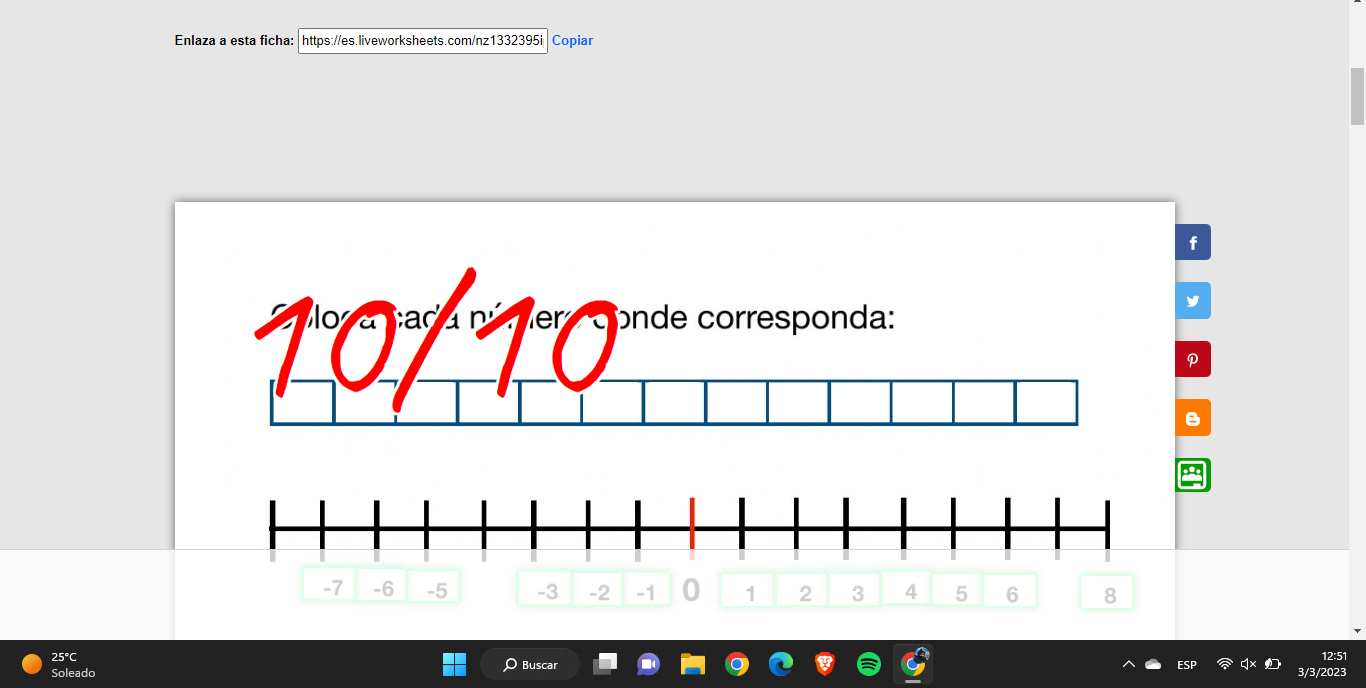 Enlaza a esta ficha: https://es.liveworksheets.com/nz1332395i Copiar
Coloca cada número donde corresponda:
10/10
-7 -6 -5 -3 -2 -1 0 1 2 3 4 5 6 8
25°C
Soleado
Buscar
ESP
12:51
3/3/2023